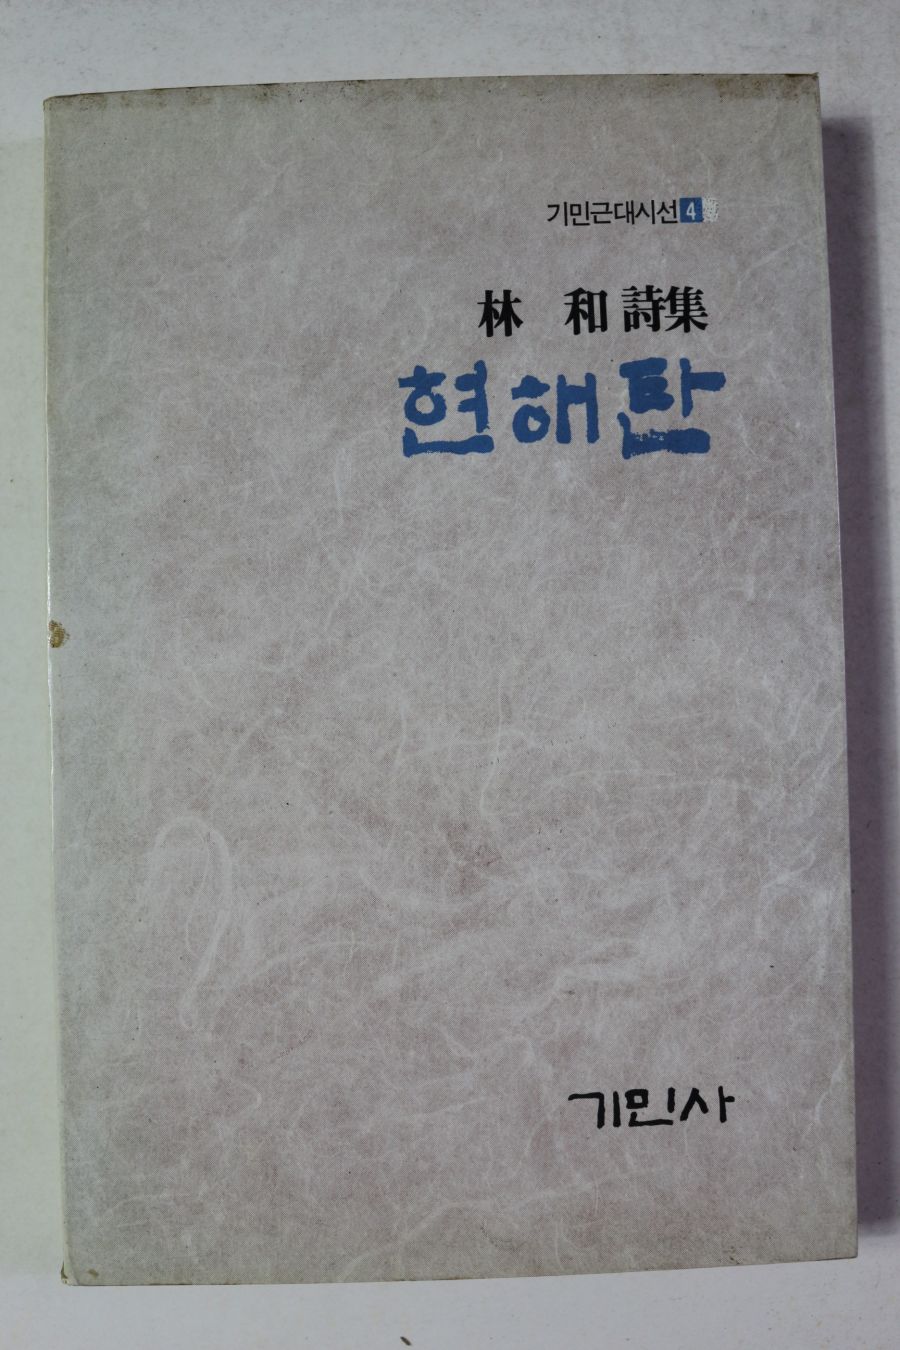 기민근대시선 4
林 和 詩集
현해탄
기민사